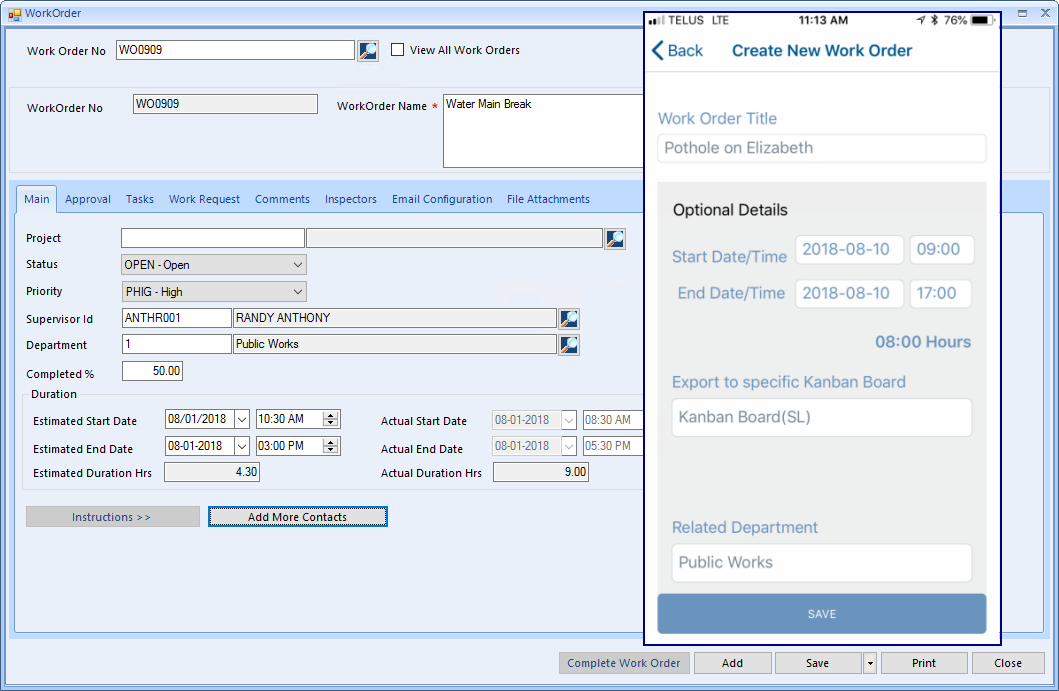 WorkOrder
Work Order No WO0909 View All Work Orders
WorkOrder No WO0909 WorkOrder Name * Water Main Break
Main Approval Tasks Work Request Comments Inspectors Email Configuration File Attachments
Project
Status OPEN - Open
Priority PHIG - High
Supervisor Id ANTHR001 RANDY ANTHONY
Department 1 Public Works
Completed % 50.00
Duration
Estimated Start Date 08/01/2018 10:30 AM Actual Start Date 08-01-2018 08:30 AM
Estimated End Date 08-01-2018 03:00 PM Actual End Date 08-01-2018 05:30 PM
Estimated Duration Hrs 4.30 Actual Duration Hrs 9.00
Instructions >> Add More Contacts
Complete Work Order Add Save Print Close
TELUS LTE 11:13 AM 76%
Back Create New Work Order
Work Order Title
Pothole on Elizabeth
Optional Details
Start Date/Time 2018-08-10 09:00
End Date/Time 2018-08-10 17:00
08:00 Hours
Export to specific Kanban Board
Kanban Board(SL)
Related Department
Public Works
SAVE